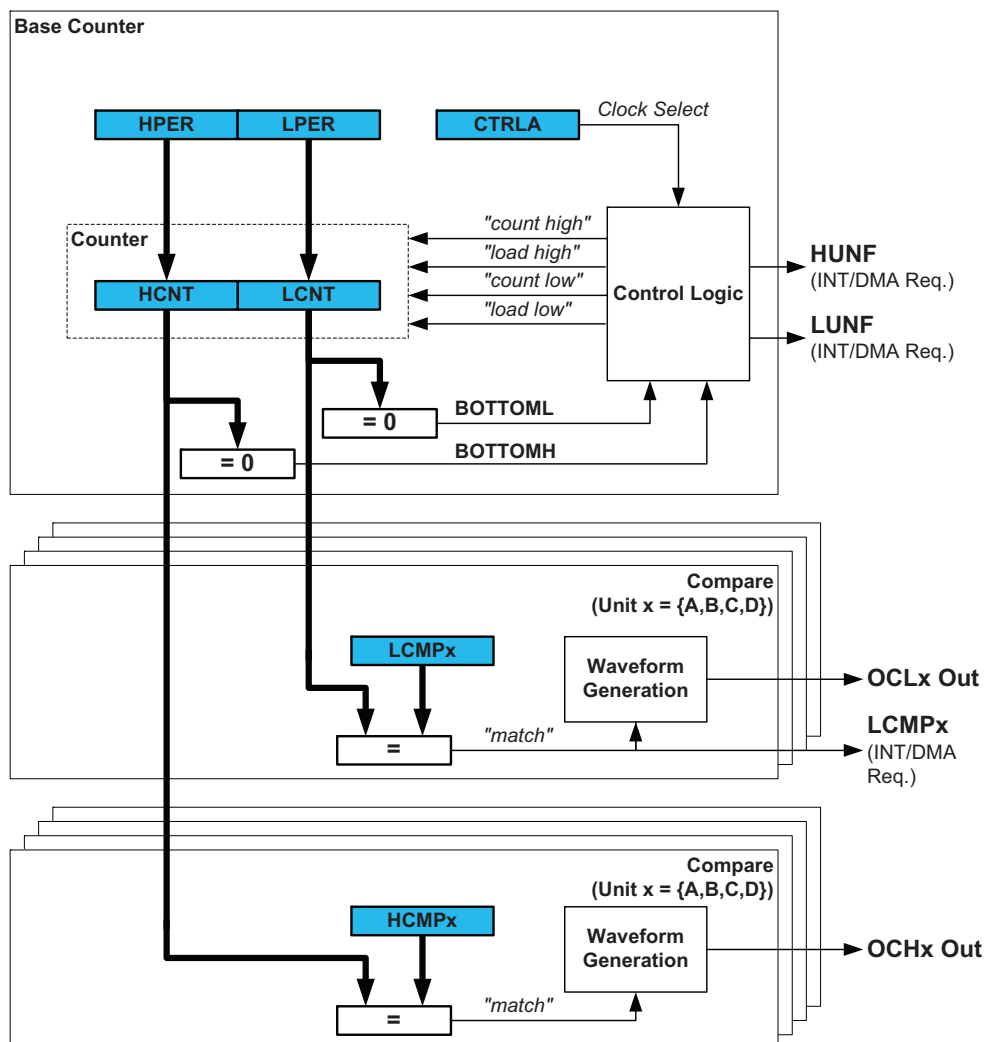 Base Counter
HPER LPER CTRLA Clock Select
Counter
"count high"
"load high"
"count low"
"load low"
HCNT LCNT
Control Logic
HUNF
(INT/DMA Req.)
LUNF
(INT/DMA Req.)
= 0
BOTTOML
= 0
BOTTOMH
Compare
(Unit x = {A,B,C,D})
LCMPx
Waveform
Generation
=
"match"
OCLx Out
LCMPx
(INT/DMA
Req.)
Compare
(Unit x = {A,B,C,D})
HCMPx
Waveform
Generation
=
"match"
OCHx Out